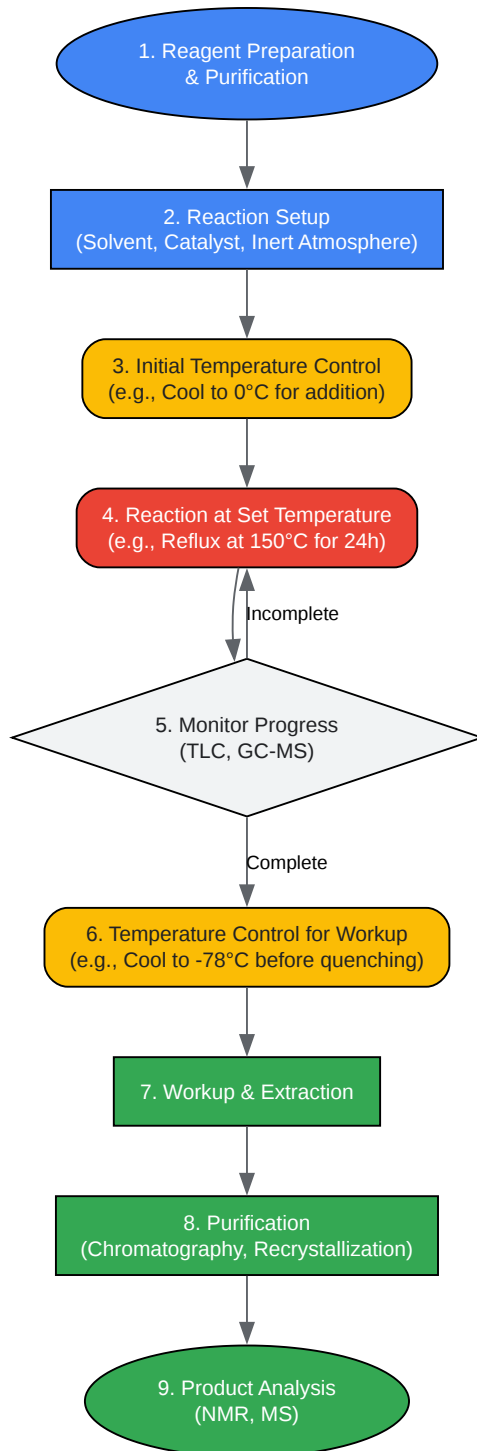 1. Reagent Preparation
& Purification
2. Reaction Setup
(Solvent, Catalyst, Inert Atmosphere)
3. Initial Temperature Control
(e.g., Cool to 0°C for addition)
4. Reaction at Set Temperature
(e.g., Reflux at 150°C for 24h)
Incomplete
5. Monitor Progress
(TLC, GC-MS)
Complete
6. Temperature Control for Workup
(e.g., Cool to -78°C before quenching)
7. Workup & Extraction
8. Purification
(Chromatography, Recrystallization)
9. Product Analysis
(NMR, MS)